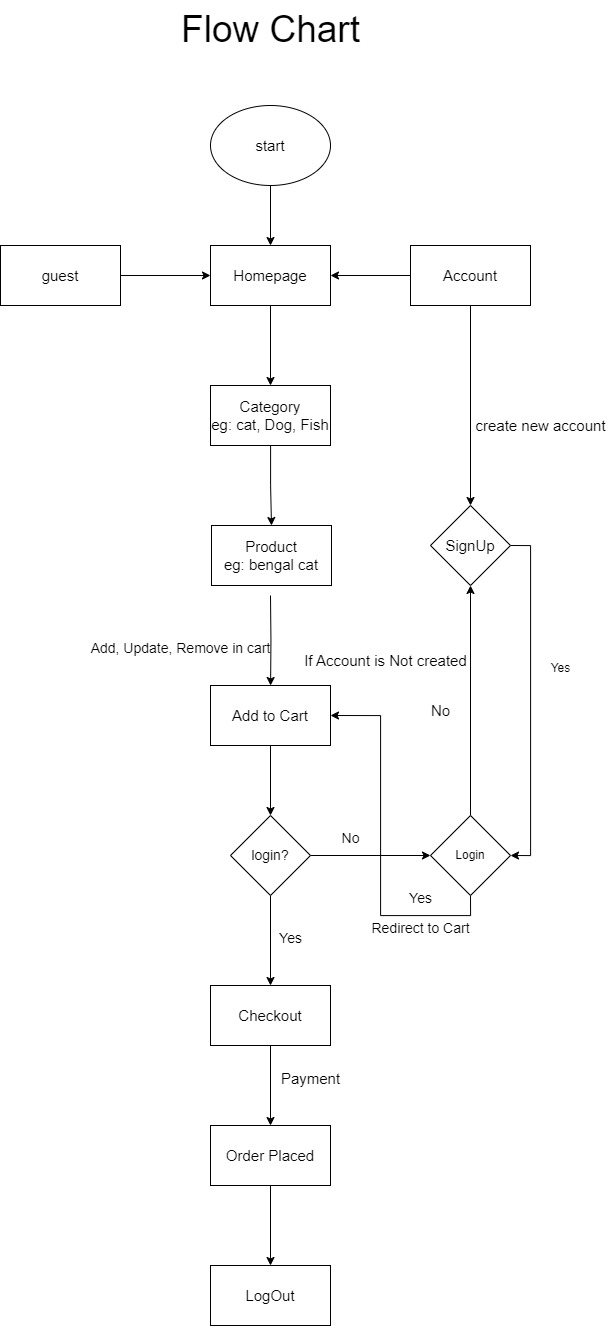 Flow Chart
start
guest
Homepage
Account
Category
eg: cat, Dog, Fish
create new account
Product
eg: bengal cat
SignUp
Add, Update, Remove in cart
If Account is Not created
Yes
No
Add to Cart
No
login?
Login
Yes
Redirect to Cart
Yes
Checkout
Payment
Order Placed
LogOut